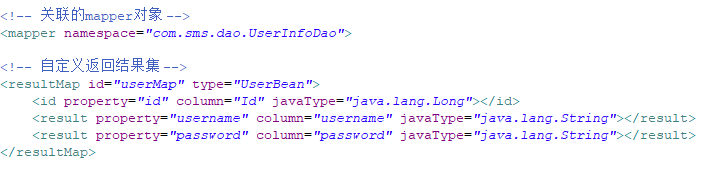 <!-- 关联的mapper对象 -->
<mapper namespace="com.sms.dao.UserInfoDao">
<!-- 自定义返回结果集 -->
<resultMap id="userMap" type="UserBean">
<id property="id" column="Id" javaType="java.lang.Long"></id>
<result property="username" column="username" javaType="java.lang.String"></result>
<result property="password" column="password" javaType="java.lang.String"></result>
</resultMap>